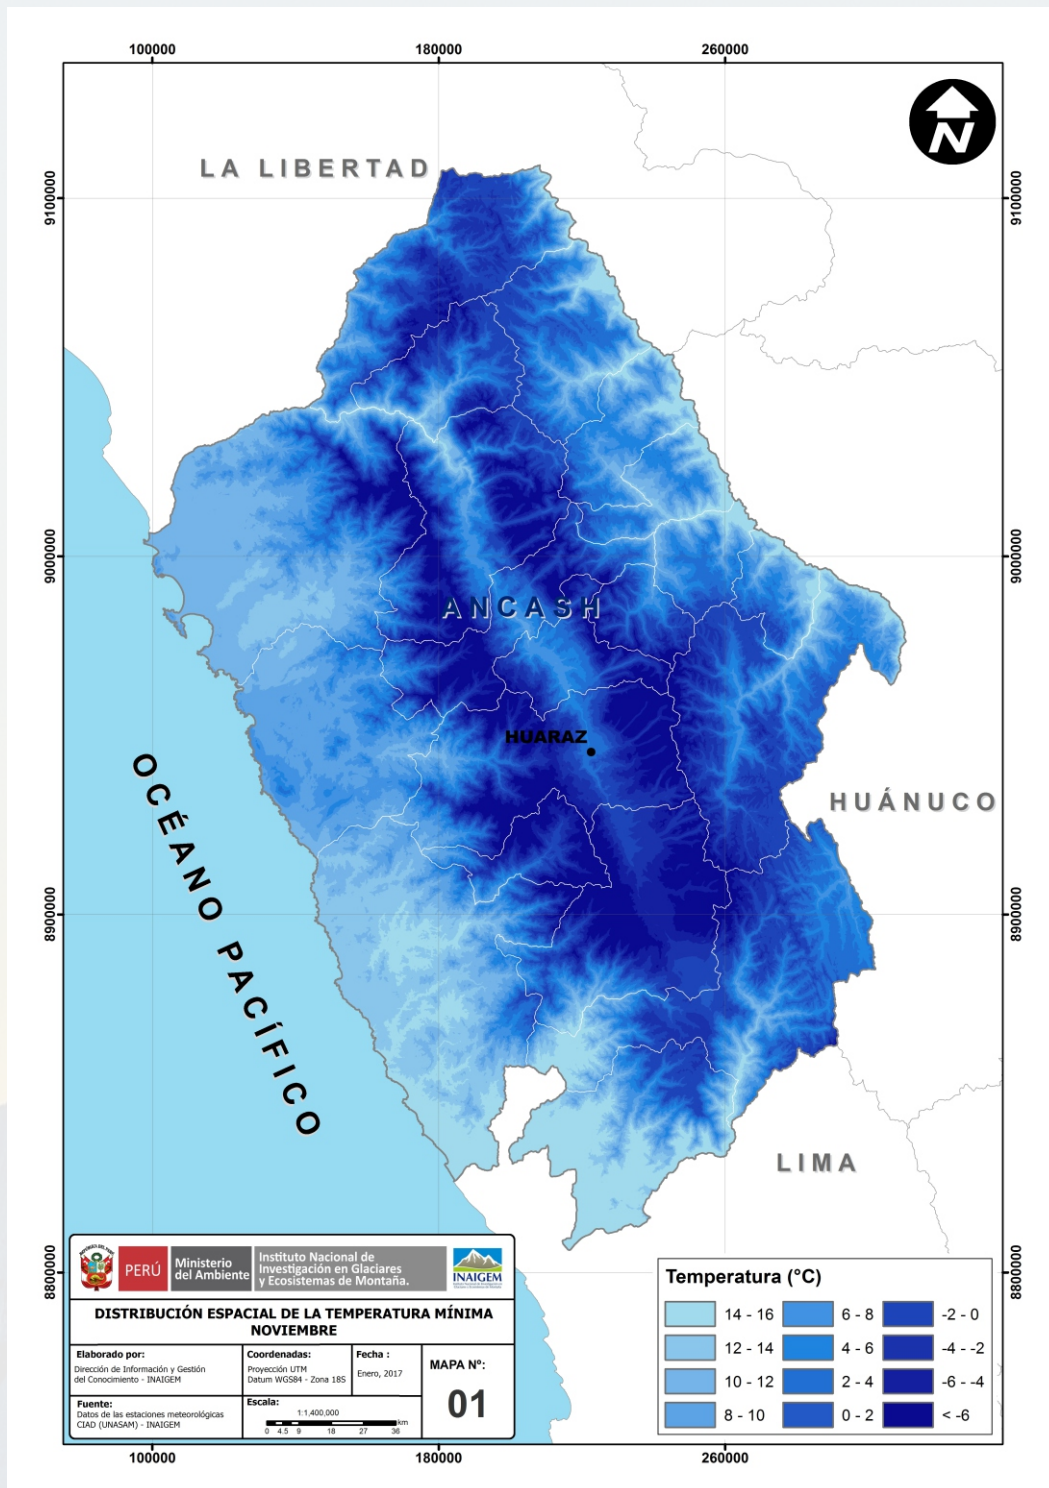 100000 180000 260000
N
LA LIBERTAD
9100000 9100000
9000000 9000000
ANCASH
HUARAZ
OCÉANO PACÍFICO
HUÁNUCO
8900000 8900000
LIMA
8800000 8800000
PERÚ
Ministerio
del Ambiente
Instituto Nacional de
Investigación en Glaciares
y Ecosistemas de Montaña.
INAIGEM
DISTRIBUCIÓN ESPACIAL DE LA TEMPERATURA MÍNIMA
NOVIEMBRE
Elaborado por:
Dirección de Información y Gestión
del Conocimiento - INAIGEM
Coordenadas:
Proyección UTM
Datum WGS84 - Zona 18S
Fecha :
Enero, 2017
MAPA Nº:
01
Fuente:
Datos de las estaciones meteorológicas
CIAD (UNASAM) - INAIGEM
Escala:
1:1,400,000
0 4.5 9 18 27 36 km
Temperatura (°C)
14 - 16 6 - 8 -2 - 0
12 - 14 4 - 6 -4 - -2
10 - 12 2 - 4 -6 - -4
8 - 10 0 - 2 < -6
100000 180000 260000